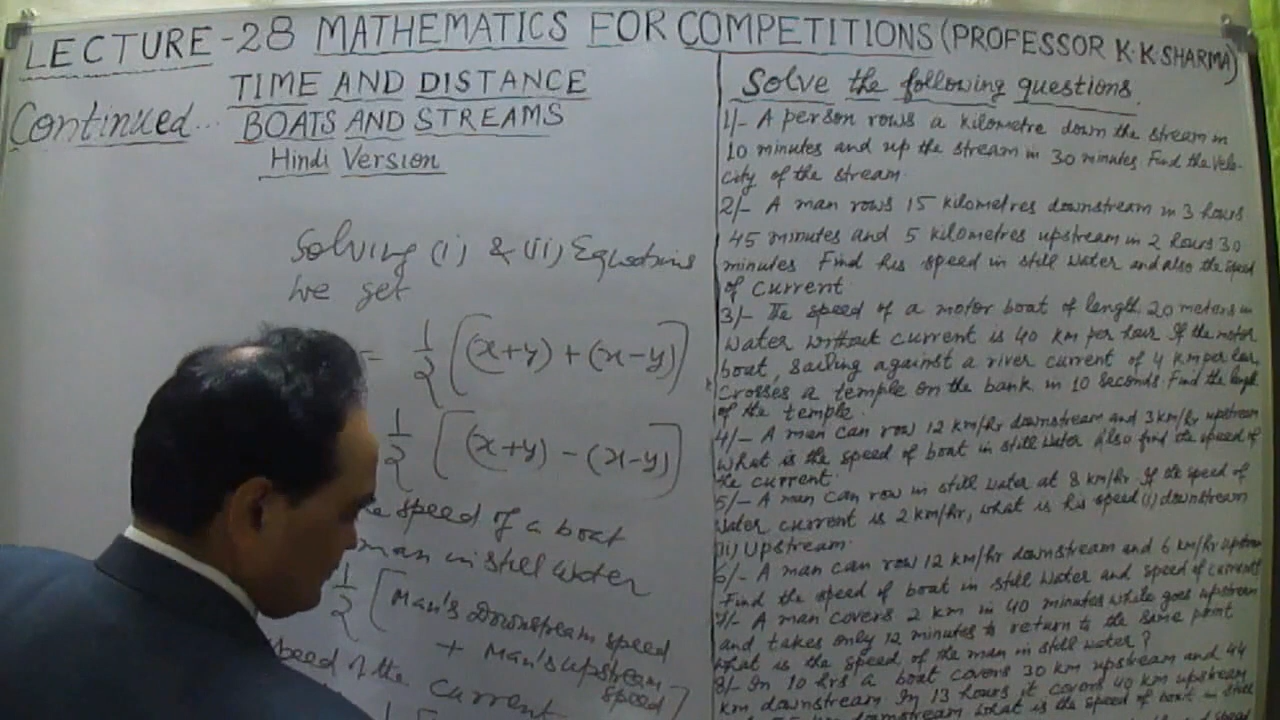 LECTURE-28 MATHEMATICS FOR COMPETITIONS (PROFESSOR K.K SHARMA)
TIME AND DISTANCE
Continued... BOATS AND STREAMS
Hindi Version
Solving (i) & (ii) Equations
we get
= 1/2 [(x+y) + (x-y)]
1/2 [(x+y) - (x-y)]
speed of a boat
man in still water
1/2 [Man's Downstream speed
+ Man's upstream
speed]
speed of the current
Solve the following questions.
1/- A person rows a kilometre down the stream in
10 minutes and up the stream in 30 minutes Find the velo-
city of the stream.
2/- A man rows 15 kilometres downstream in 3 hours
45 minutes and 5 kilometres upstream in 2 hours 30
minutes Find his speed in still water and also the speed
of current.
3/- The speed of a motor boat of length 20 meters in
water without current is 40 km per hour If the motor
boat, sailing against a river current of 4 km per hour
crosses a temple on the bank in 10 seconds. Find the length
of the temple.
4/- A man can row 12 km/hr downstream and 3 km/hr upstream
What is the speed of boat in still water Also find the speed of
the current.
5/- A man can row in still water at 8 km/hr If the speed of
water current is 2 km/hr, what is his speed (i) downstream
(ii) Upstream.
6/- A man can row 12 km/hr downstream and 6 km/hr upstream
Find the speed of boat in still water and speed of current
7/- A man covers 2 km in 40 minutes while goes upstream
and takes only 12 minutes to return to the same point
what is the speed of the man in still water?
8/- In 10 hrs a boat covers 30 km upstream and 44
km downstream In 13 hours it covers 40 km upstream
downstream what is the speed of boat in still